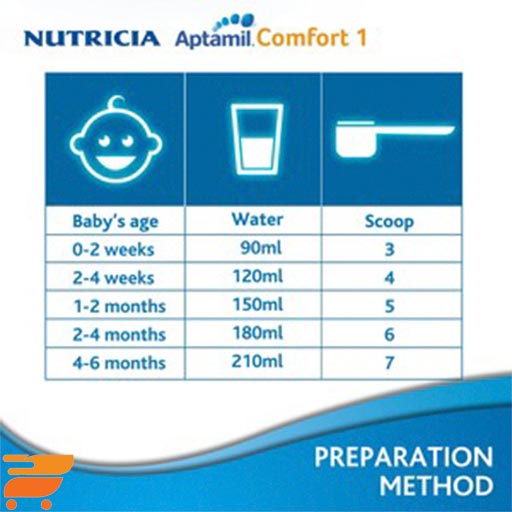 NUTRICIA Aptamil Comfort 1
Baby's age Water Scoop
0-2 weeks 90ml 3
2-4 weeks 120ml 4
1-2 months 150ml 5
2-4 months 180ml 6
4-6 months 210ml 7
PREPARATION
METHOD